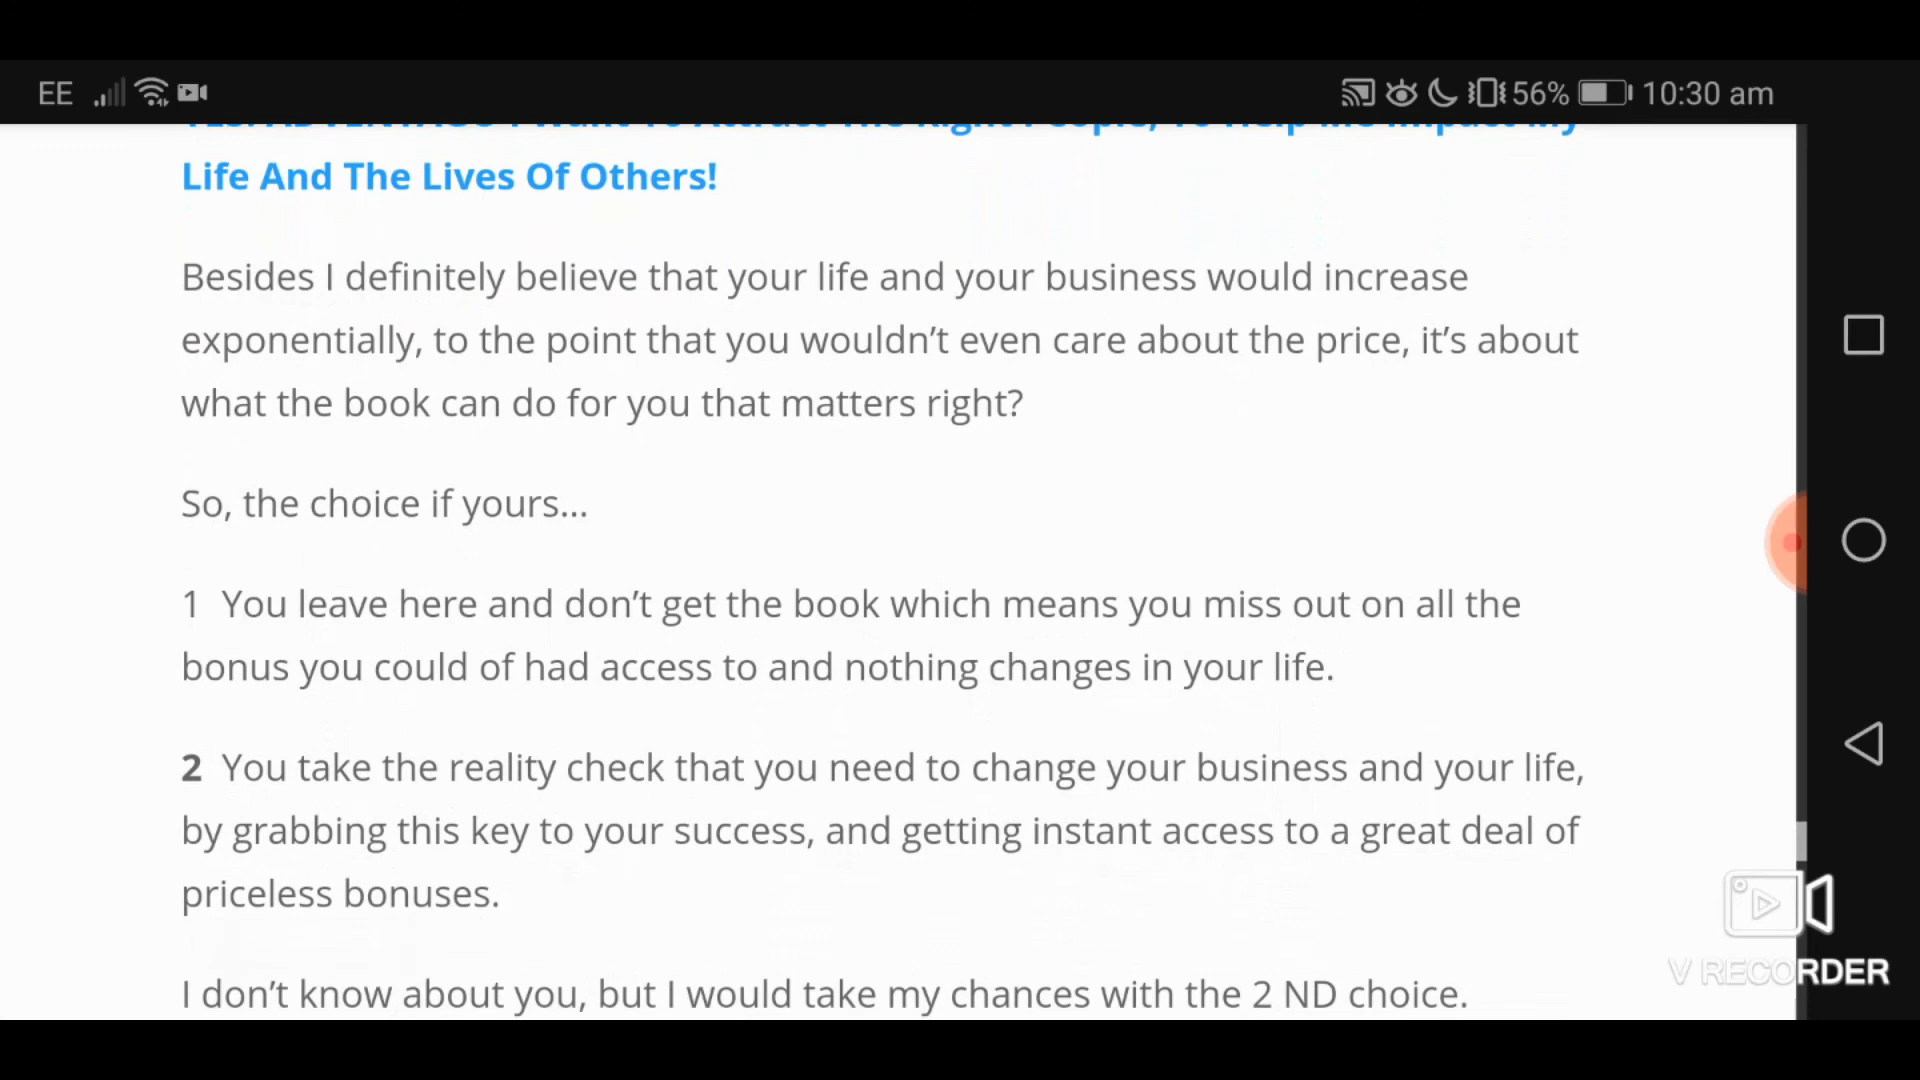 EE 56% 10:30 am
Life And The Lives Of Others!
Besides I definitely believe that your life and your business would increase
exponentially, to the point that you wouldn’t even care about the price, it’s about
what the book can do for you that matters right?
So, the choice if yours...
1 You leave here and don’t get the book which means you miss out on all the
bonus you could of had access to and nothing changes in your life.
2 You take the reality check that you need to change your business and your life,
by grabbing this key to your success, and getting instant access to a great deal of
priceless bonuses.
I don’t know about you, but I would take my chances with the 2 ND choice.
V RECORDER